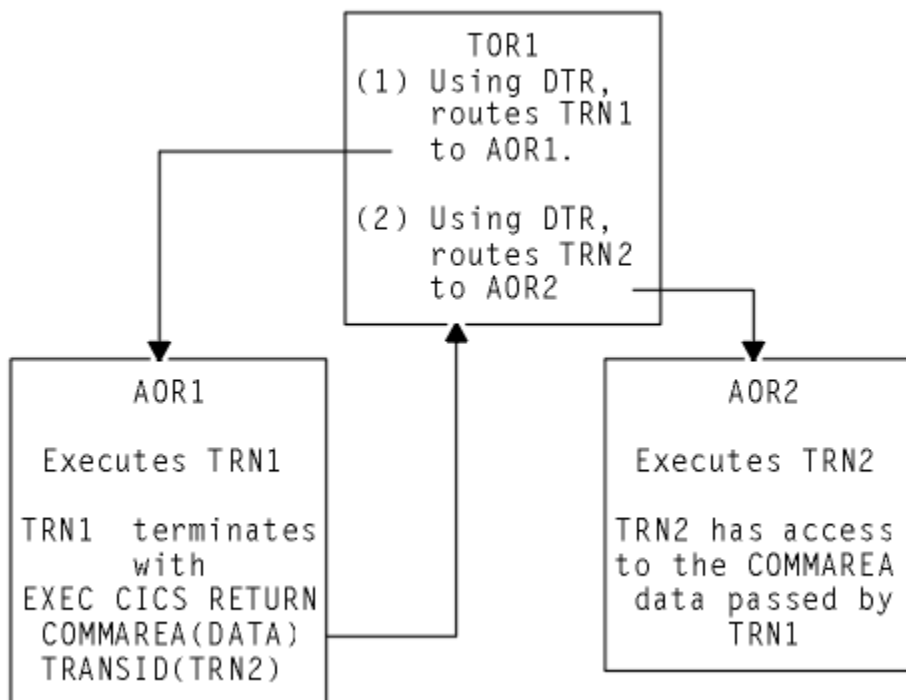 TOR1
(1) Using DTR,
routes TRN1
to AOR1.
(2) Using DTR,
routes TRN2
to AOR2
AOR1
Executes TRN1
TRN1 terminates
with
EXEC CICS RETURN
COMMAREA(DATA)
TRANSID(TRN2)
AOR2
Executes TRN2
TRN2 has access
to the COMMAREA
data passed by
TRN1